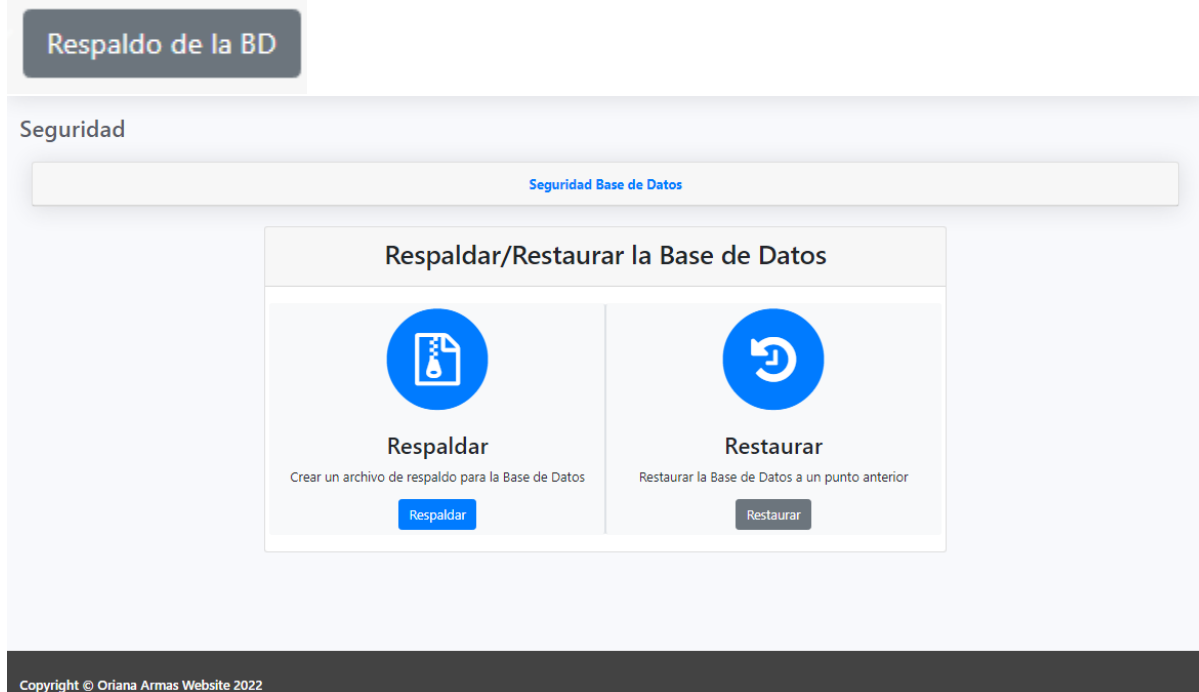 Respaldo de la BD
Seguridad
Seguridad Base de Datos
Respaldar/Restaurar la Base de Datos
Respaldar
Crear un archivo de respaldo para la Base de Datos
Respaldar
Restaurar
Restaurar la Base de Datos a un punto anterior
Restaurar
Copyright © Oriana Armas Website 2022